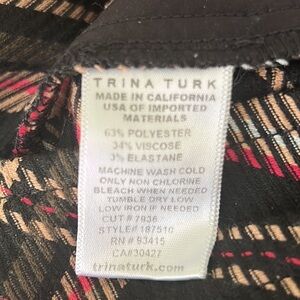 TRINA TURK
MADE IN CALIFORNIA
USA OF IMPORTED
MATERIALS
63% POLYESTER
34% VISCOSE
3% ELASTANE
MACHINE WASH COLD
ONLY NON CHLORINE
BLEACH WHEN NEEDED
TUMBLE DRY LOW
LOW IRON IF NEEDED
CUT# 7936
STYLE# 187510
RN# 93415
CA#30427
trinaturk.com